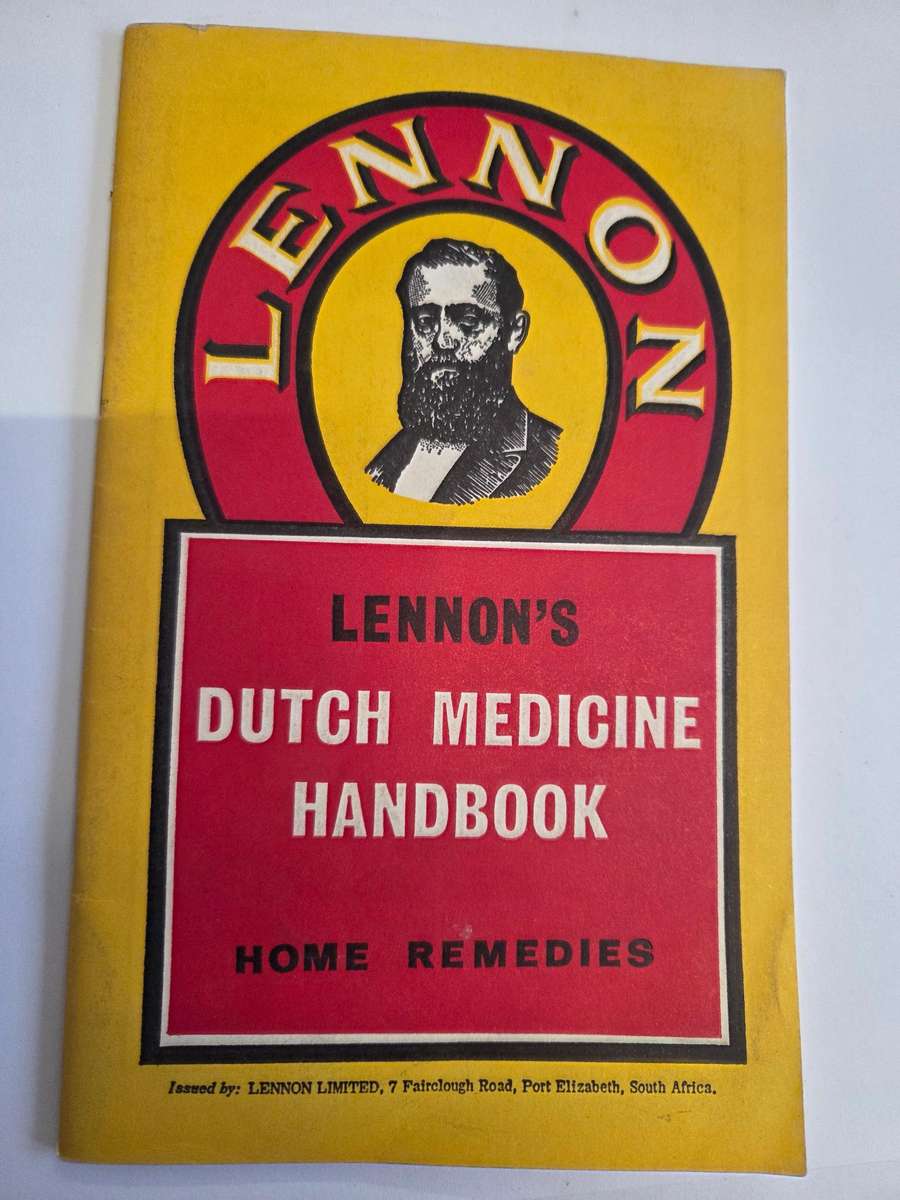 LENNON
LENNON'S
DUTCH MEDICINE
HANDBOOK
HOME REMEDIES
Issued by: LENNON LIMITED, 7 Fairclough Road, Port Elizabeth, South Africa.